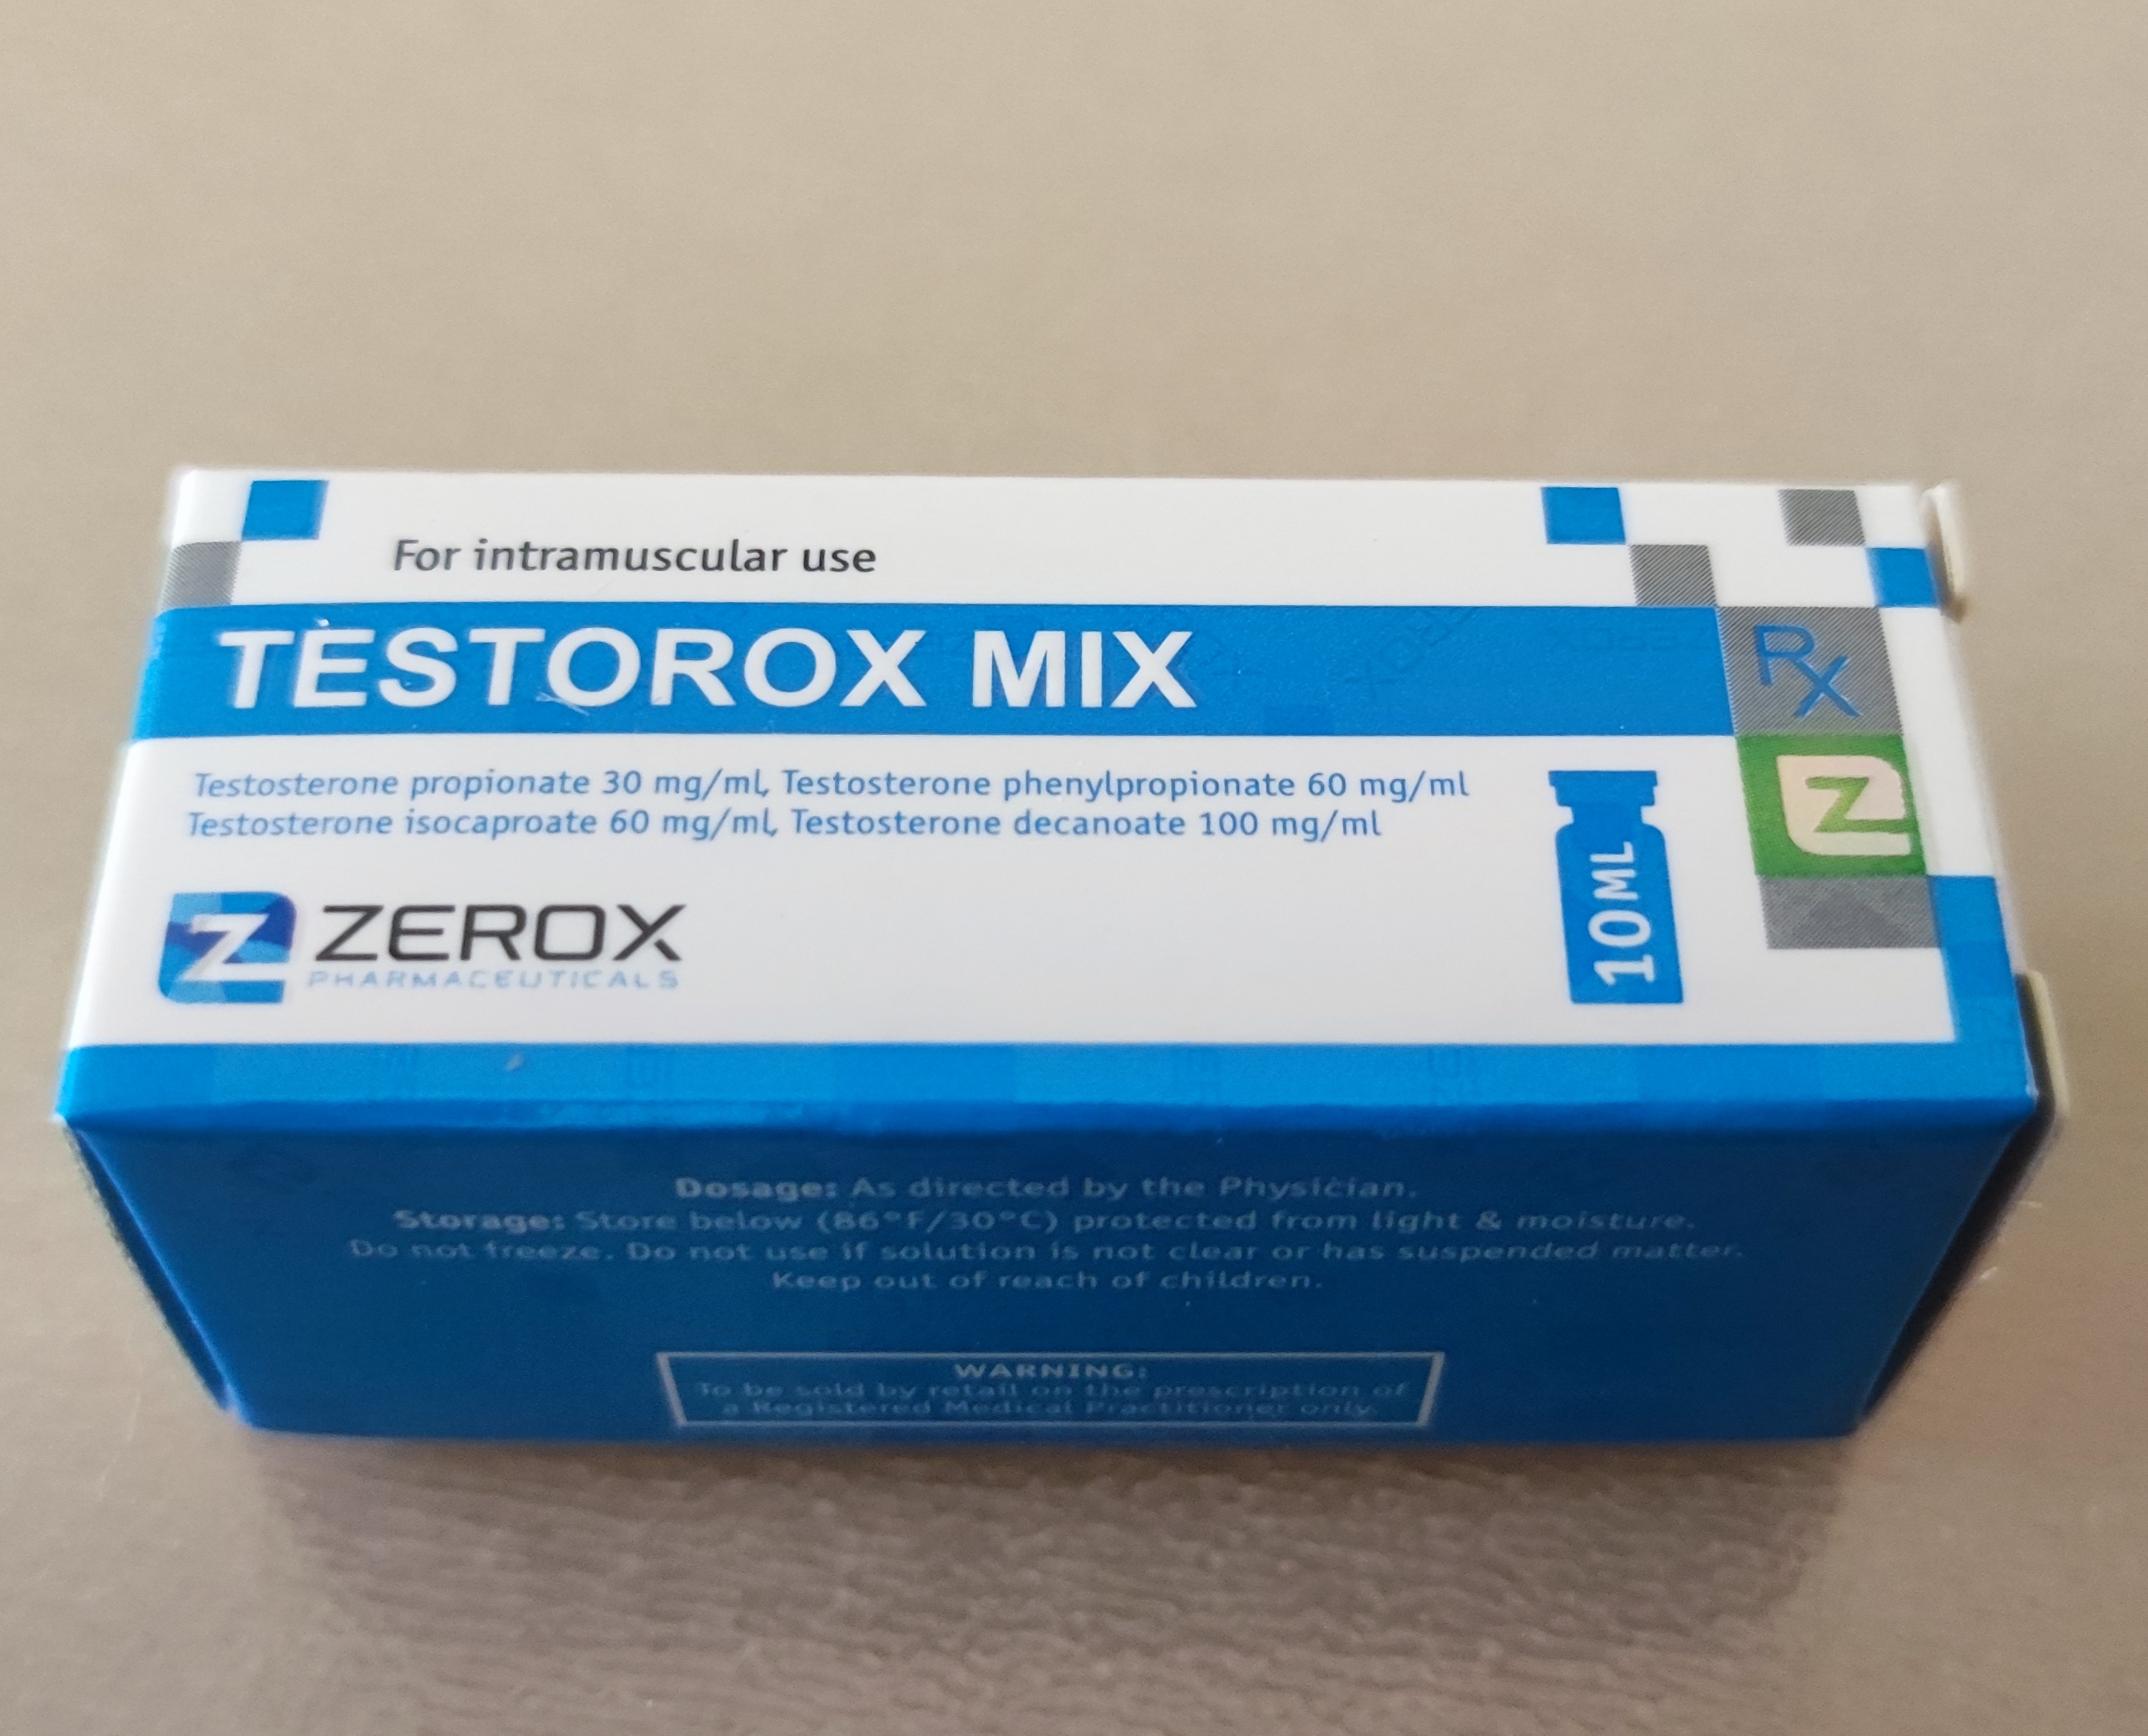 For intramuscular use
TESTOROX MIX
Rx
Testosterone propionate 30 mg/ml, Testosterone phenylpropionate 60 mg/ml
Testosterone isocaproate 60 mg/ml, Testosterone decanoate 100 mg/ml
Z
10 ML
Z ZEROX
PHARMACEUTICALS
Dosage: As directed by the Physician.
Storage: Store below (86°F/30°C) protected from light & moisture.
Do not freeze. Do not use if solution is not clear or has suspended matter.
Keep out of reach of children.
WARNING:
To be sold by retail on the prescription of
a Registered Medical Practitioner only.